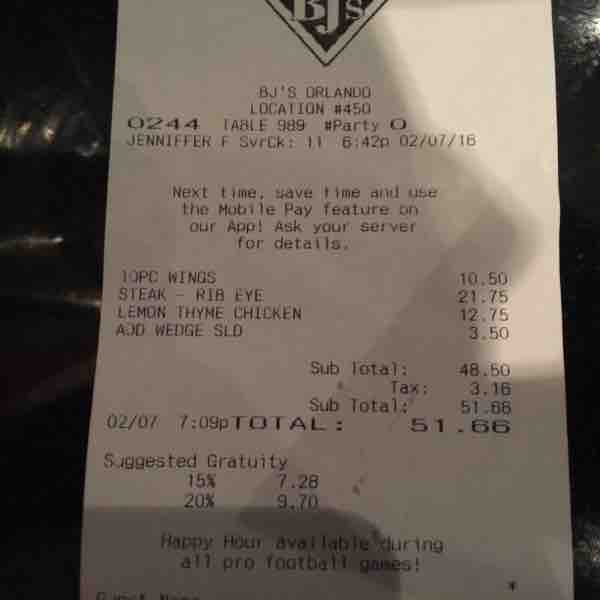 BJ's
BJ'S ORLANDO
LOCATION #450
0244 TABLE 989 #Party 0
JENNIFFER F SvrCk: 11 6:42p 02/07/16
Next time, save time and use
the Mobile Pay feature on
our App! Ask your server
for details.
10PC WINGS 10.50
STEAK - RIB EYE 21.75
LEMON THYME CHICKEN 12.75
ADD WEDGE SLD 3.50
Sub Total: 48.50
Tax: 3.16
Sub Total: 51.66
02/07 7:09p TOTAL: 51.66
Suggested Gratuity
15% 7.28
20% 9.70
Happy Hour available during
all pro football games!
*